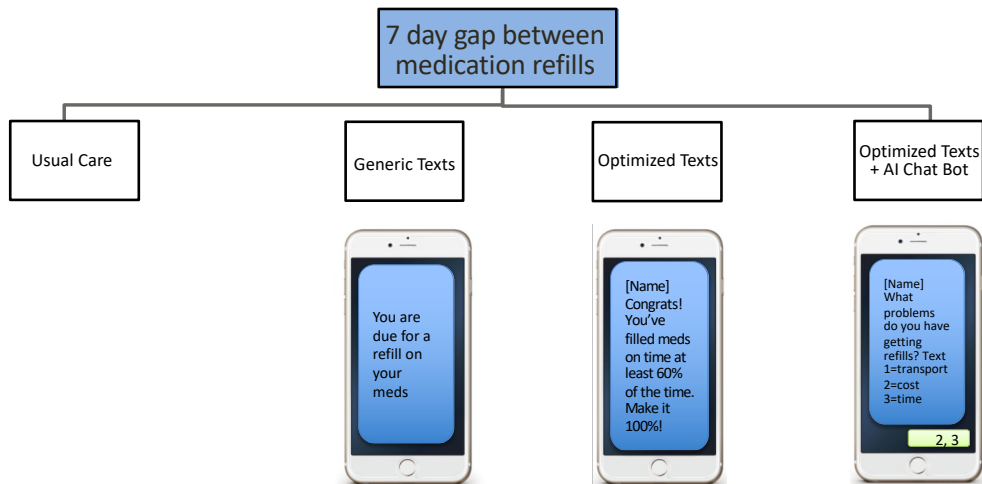 7 day gap between
medication refills
Usual Care
Generic Texts
Optimized Texts
Optimized Texts
+ AI Chat Bot
You are
due for a
refill on
your
meds
[Name]
Congrats!
You’ve
filled meds
on time at
least 60%
of the time.
Make it
100%!
[Name]
What
problems
do you have
getting
refills? Text
1=transport
2=cost
3=time
2, 3